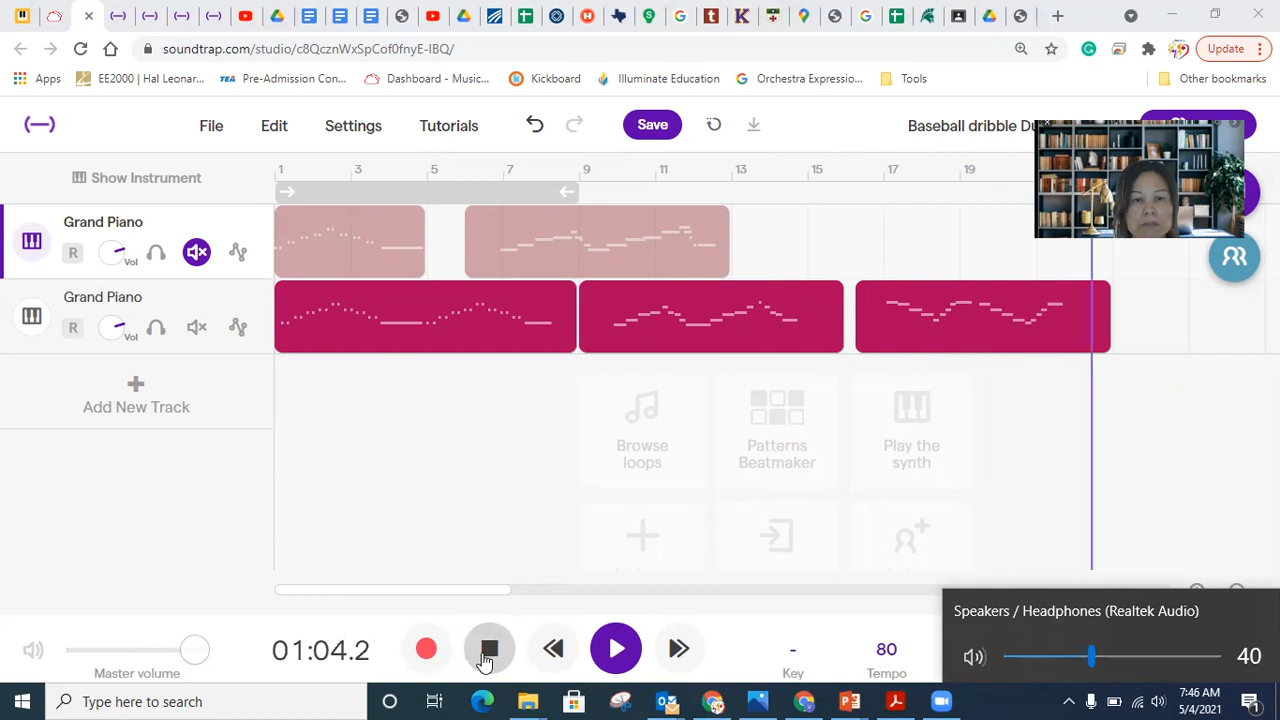 soundtrap.com/studio/c8QcznWxSpCof0fnyE-IBQ/
Update
Apps
EE2000 | Hal Leonar...
TEA
Pre-Admission Con...
Dashboard - Music...
Kickboard
Illuminate Education
Orchestra Expressio...
Tools
Other bookmarks
File
Edit
Settings
Tutorials
Save
Baseball dribble Du
Show Instrument
1
3
5
7
9
11
13
15
17
19
Grand Piano
R
Vol
Grand Piano
R
Vol
Add New Track
Browse
loops
Patterns
Beatmaker
Play the
synth
Speakers / Headphones (Realtek Audio)
40
Master volume
01:04.2
-
Key
80
Tempo
Type here to search
7:46 AM
5/4/2021
1